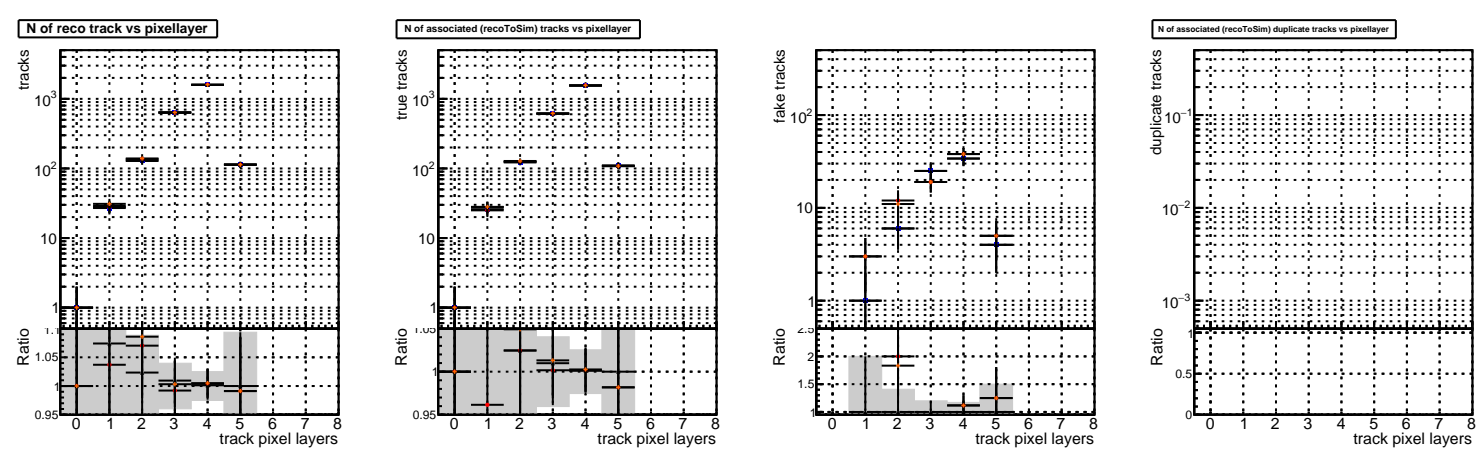 N of reco track vs pixellayer
tracks
10³
10²
10
1
Ratio
1.1
1.05
1
0.95
0 1 2 3 4 5 6 7 8
track pixel layers
N of associated (recoToSim) tracks vs pixellayer
true tracks
10³
10²
10
1
Ratio
1.05
1
0.95
0 1 2 3 4 5 6 7 8
track pixel layers
fake tracks
10²
10
1
Ratio
2.5
2
1.5
1
0 1 2 3 4 5 6 7 8
track pixel layers
N of associated (recoToSim) duplicate tracks vs pixellayer
duplicate tracks
10⁻¹
10⁻²
10⁻³
Ratio
1
0.5
0
0 1 2 3 4 5 6 7 8
track pixel layers